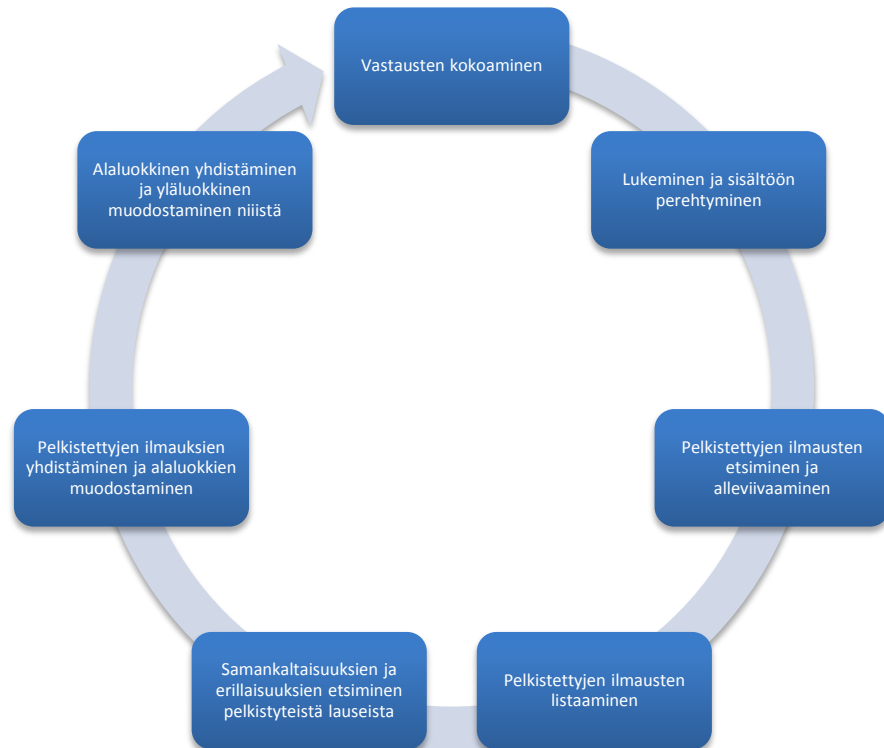 Vastausten kokoaminen
Lukeminen ja sisältöön
perehtyminen
Pelkistettyjen ilmausten
etsiminen ja
alleviivaaminen
Pelkistettyjen ilmausten
listaaminen
Samankaltaisuuksien ja
erillaisuuksien etsiminen
pelkistyteistä lauseista
Pelkistettyjen ilmauksien
yhdistäminen ja alaluokkien
muodostaminen
Alaluokkinen yhdistäminen
ja yläluokkinen
muodostaminen niiistä